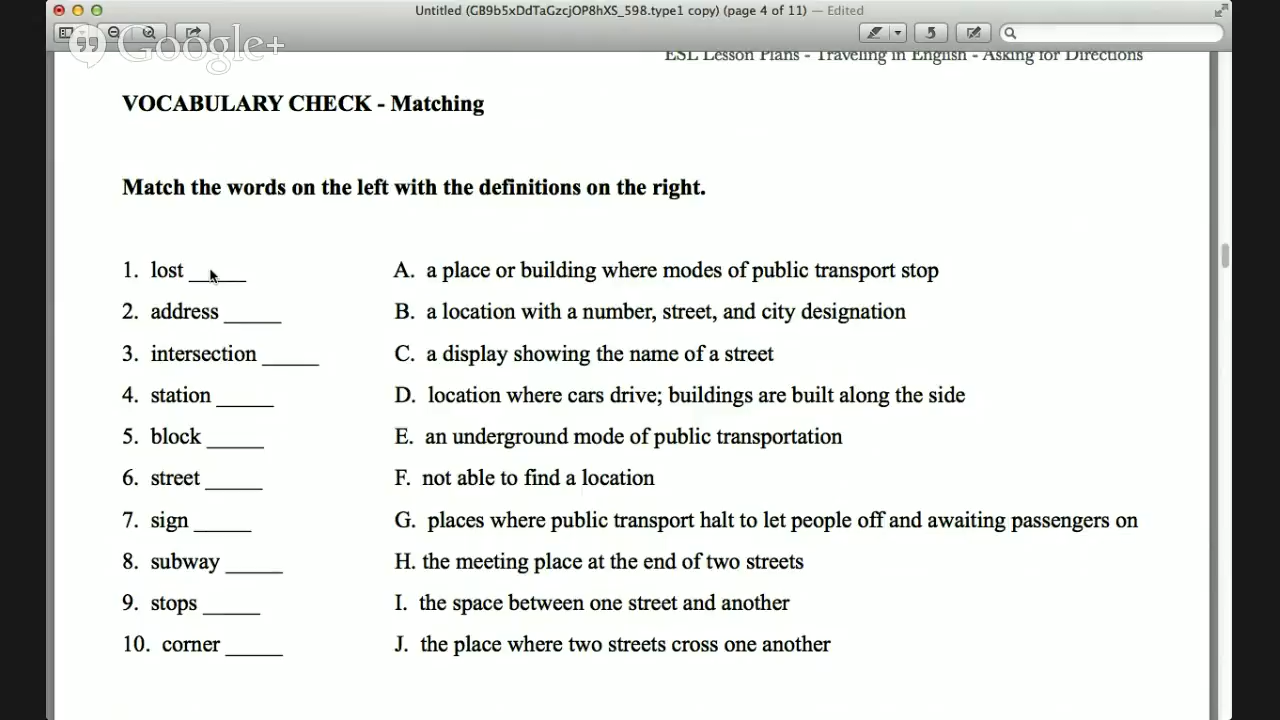 Untitled (GB9b5xDdTaGzcjOP8hXS_598.type1 copy) (page 4 of 11) — Edited
Google+
ESL Lesson Plans - Traveling in English - Asking for Directions
VOCABULARY CHECK - Matching
Match the words on the left with the definitions on the right.
1. lost _____ A. a place or building where modes of public transport stop
2. address _____ B. a location with a number, street, and city designation
3. intersection _____ C. a display showing the name of a street
4. station _____ D. location where cars drive; buildings are built along the side
5. block _____ E. an underground mode of public transportation
6. street _____ F. not able to find a location
7. sign _____ G. places where public transport halt to let people off and awaiting passengers on
8. subway _____ H. the meeting place at the end of two streets
9. stops _____ I. the space between one street and another
10. corner _____ J. the place where two streets cross one another